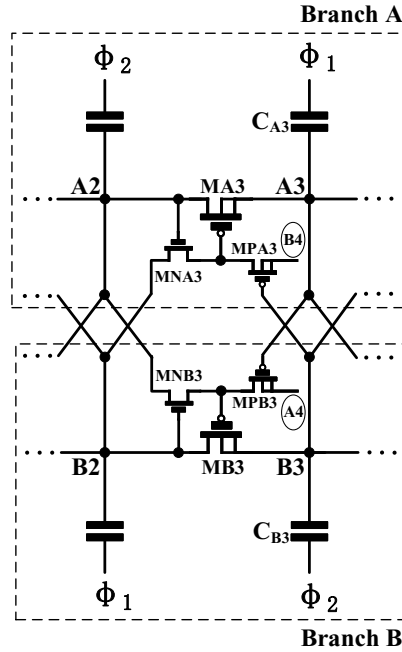 Branch A
Φ2 Φ1
CA3
A2 MA3 A3
B4
MNA3 MPA3
MNB3 MPB3
A4
B2 MB3 B3
CB3
Φ1 Φ2
Branch B